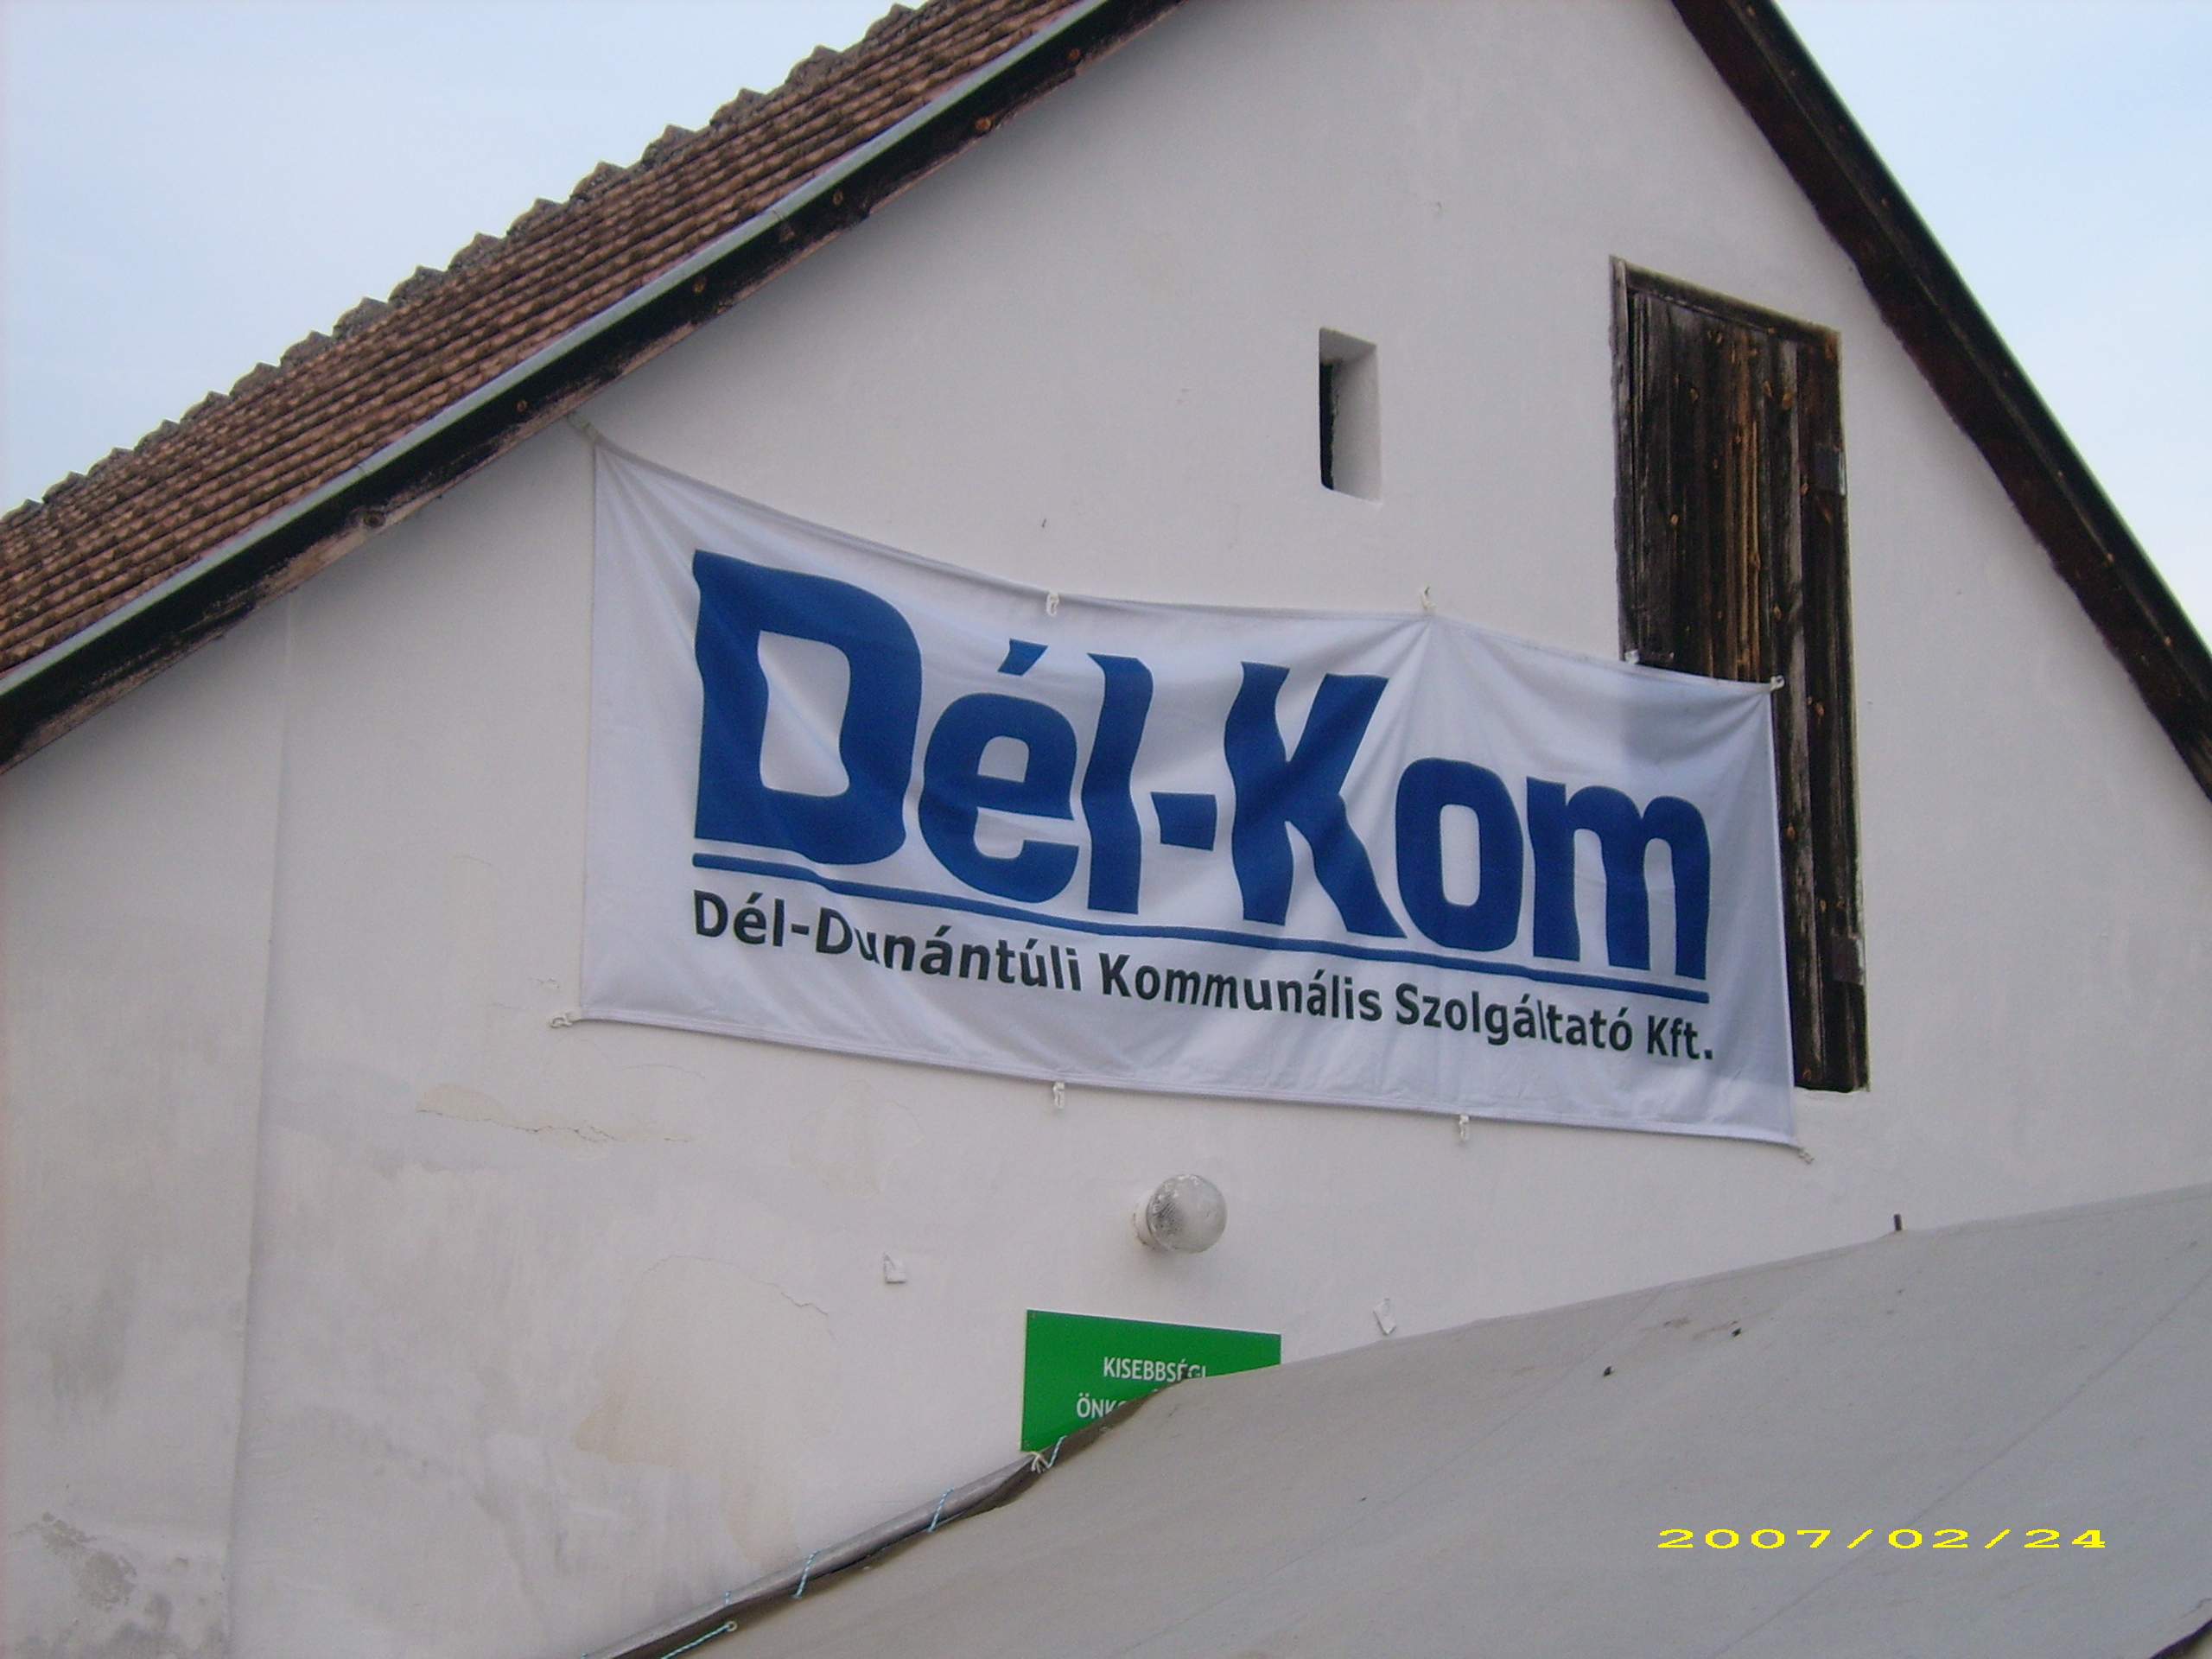 Dél-Kom
Dél-Dunántúli Kommunális Szolgáltató Kft.
KISEBBSÉGI
2007/02/24